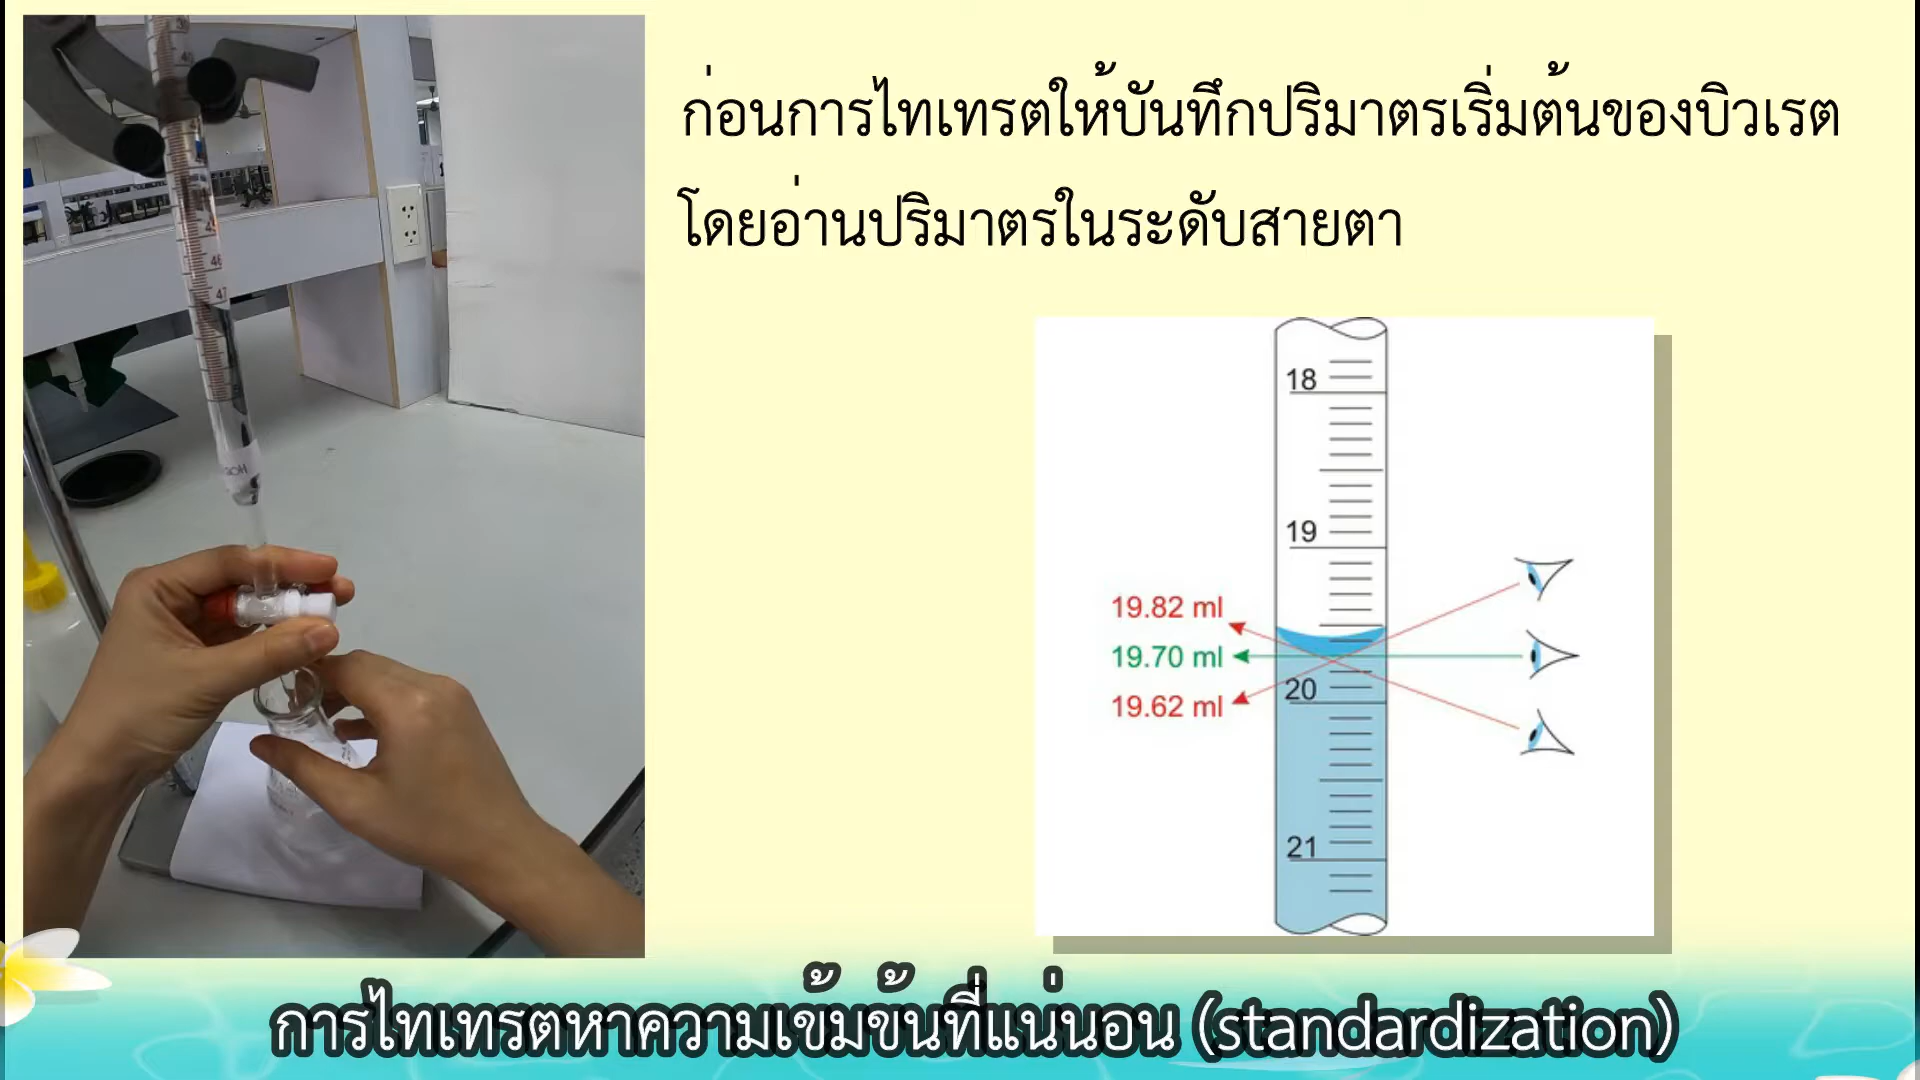 ก่อนการไทเทรตให้บันทึกปริมาตรเริ่มต้นของบิวเรต
โดยอ่านปริมาตรในระดับสายตา
18
19
19.82 ml
19.70 ml
20
19.62 ml
21
46
47
การไทเทรตหาความเข้มข้นที่แน่นอน (standardization)